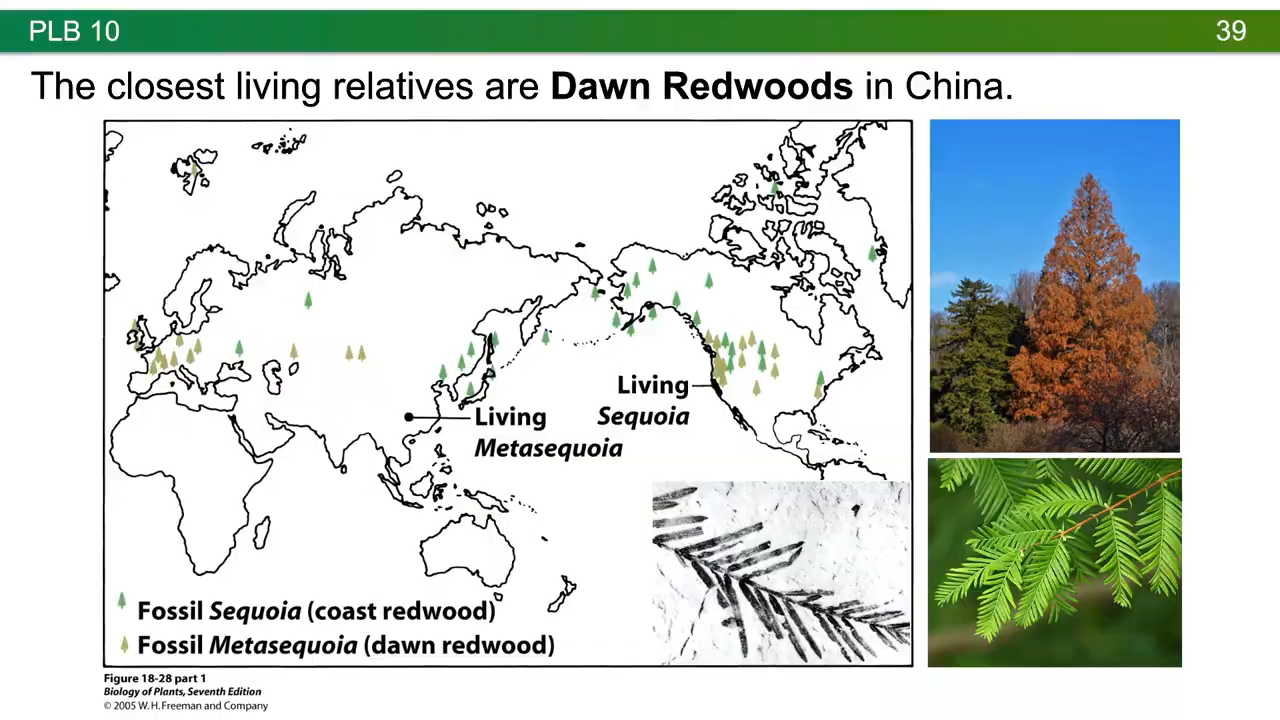 PLB 10
39
The closest living relatives are Dawn Redwoods in China.
Living
Sequoia
Living
Metasequoia
Fossil Sequoia (coast redwood)
Fossil Metasequoia (dawn redwood)
Figure 18-28 part 1
Biology of Plants, Seventh Edition
© 2005 W. H. Freeman and Company